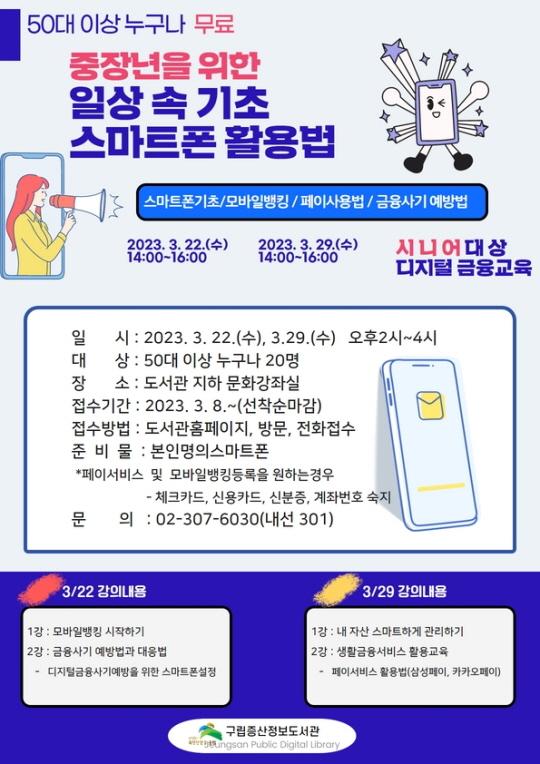 50대 이상 누구나 무료
중장년을 위한
일상 속 기초
스마트폰 활용법
스마트폰기초/모바일뱅킹 / 페이사용법 / 금융사기 예방법
2023. 3. 22.(수) 2023. 3. 29.(수)
14:00~16:00 14:00~16:00
시니어대상
디지털 금융교육
일 시 : 2023. 3. 22.(수), 3.29.(수) 오후2시~4시
대 상 : 50대 이상 누구나 20명
장 소 : 도서관 지하 문화강좌실
접수기간 : 2023. 3. 8.~(선착순마감)
접수방법 : 도서관홈페이지, 방문, 전화접수
준 비 물 : 본인명의스마트폰
*페이서비스 및 모바일뱅킹등록을 원하는경우
- 체크카드, 신용카드, 신분증, 계좌번호 숙지
문 의 : 02-307-6030(내선 301)
3/22 강의내용
1강 : 모바일뱅킹 시작하기
2강 : 금융사기 예방법과 대응법
- 디지털금융사기예방을 위한 스마트폰설정
3/29 강의내용
1강 : 내 자산 스마트하게 관리하기
2강 : 생활금융서비스 활용교육
- 페이서비스 활용법(삼성페이, 카카오페이)
구립증산정보도서관
Jeungsan Public Digital Library